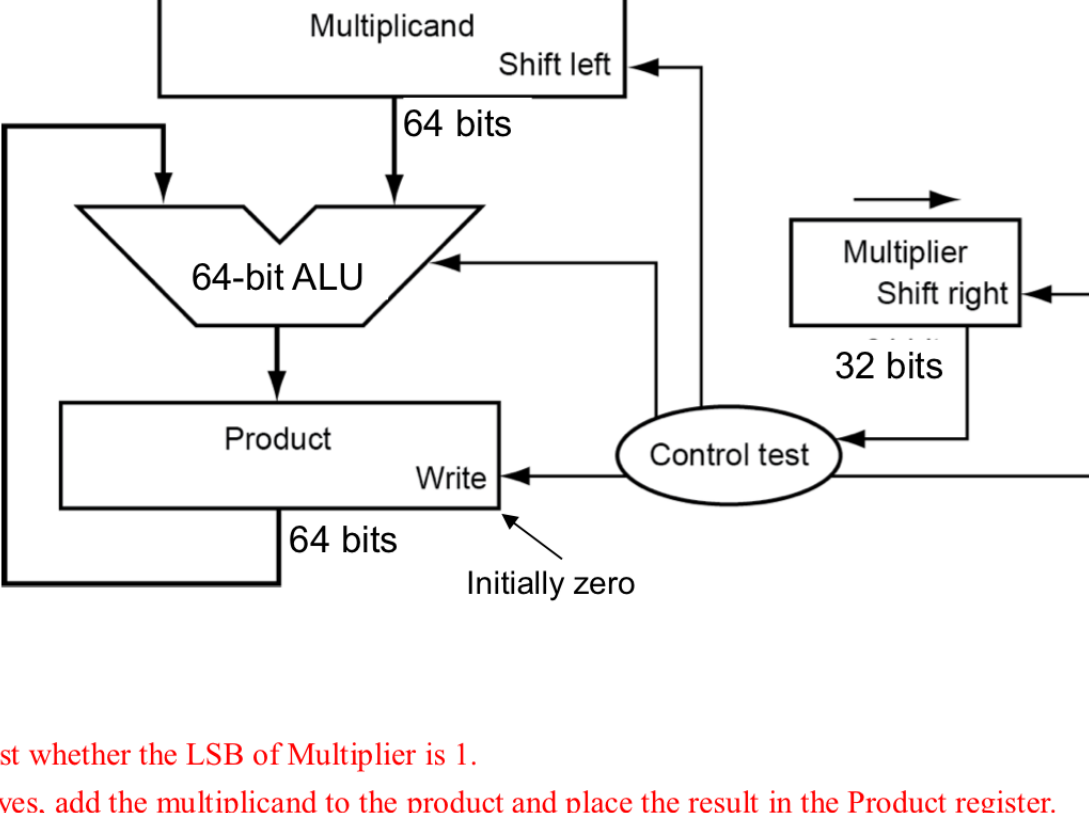 Multiplicand
Shift left
64 bits
64-bit ALU
Multiplier
Shift right
32 bits
Product
Write
Control test
64 bits
Initially zero
whether the LSB of Multiplier is 1.
add the multiplicand to the product and place the result in the Product register.